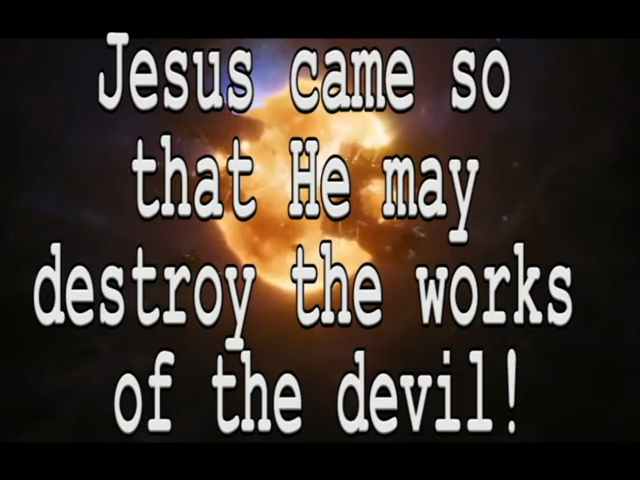 Jesus came so
that He may
destroy the works
of the devil!